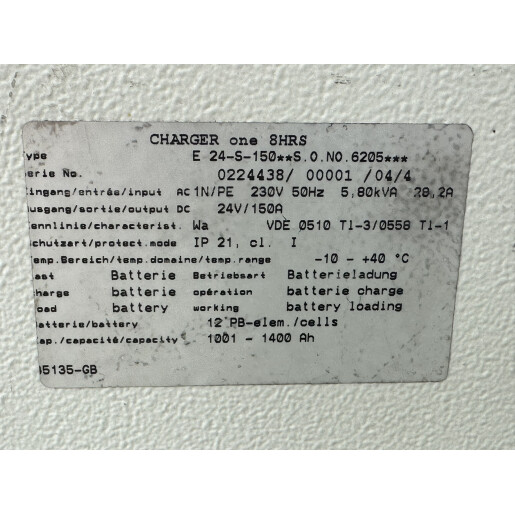 CHARGER one 8HRS
ype E 24-S-150**S.O.NO.6205***
erie No. 0224438/ 00001 /04/4
ingang/entrée/input AC 1N/PE 230V 50Hz 5,80kVA 28,2A
usgang/sortie/output DC 24V/150A
ennlinie/characterist. Wa VDE 0510 T1-3/0558 T1-1
chutzart/protect.mode IP 21, cl. I
emp.Bereich/temp.domaine/temp.range -10 - +40 °C
ast Batterie Betriebsart Batterieladung
harge batterie opération batterie charge
oad battery working battery loading
atterie/battery 12 PB-elem./cells
ap./capacité/capacity 1001 - 1400 Ah
5135-GB